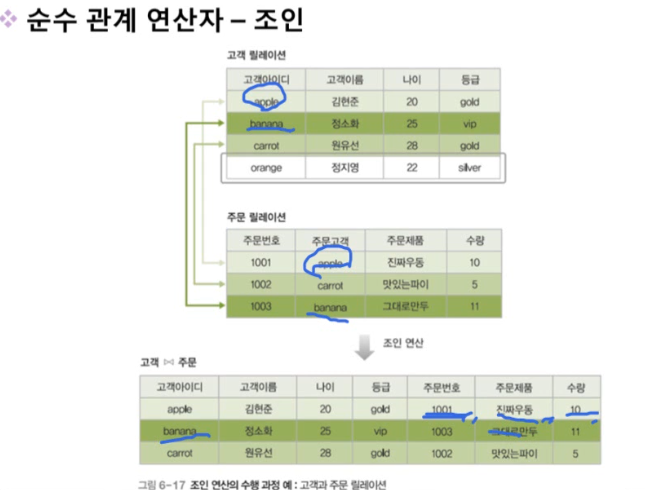 순수 관계 연산자 – 조인
고객 릴레이션
고객아이디 고객이름 나이 등급
apple 김현준 20 gold
banana 정소화 25 vip
carrot 원유선 28 gold
orange 정지영 22 silver
주문 릴레이션
주문번호 주문고객 주문제품 수량
1001 apple 진짜우동 10
1002 carrot 맛있는파이 5
1003 banana 그대로만두 11
조인 연산
고객 ⋈ 주문
고객아이디 고객이름 나이 등급 주문번호 주문제품 수량
apple 김현준 20 gold 1001 진짜우동 10
banana 정소화 25 vip 1003 그대로만두 11
carrot 원유선 28 gold 1002 맛있는파이 5
그림 6-17 조인 연산의 수행 과정 예 : 고객과 주문 릴레이션